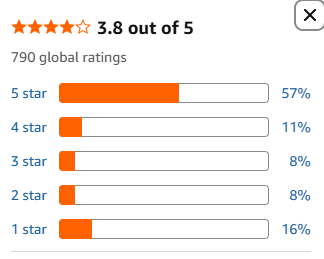 3.8 out of 5
790 global ratings
5 star 57%
4 star 11%
3 star 8%
2 star 8%
1 star 16%